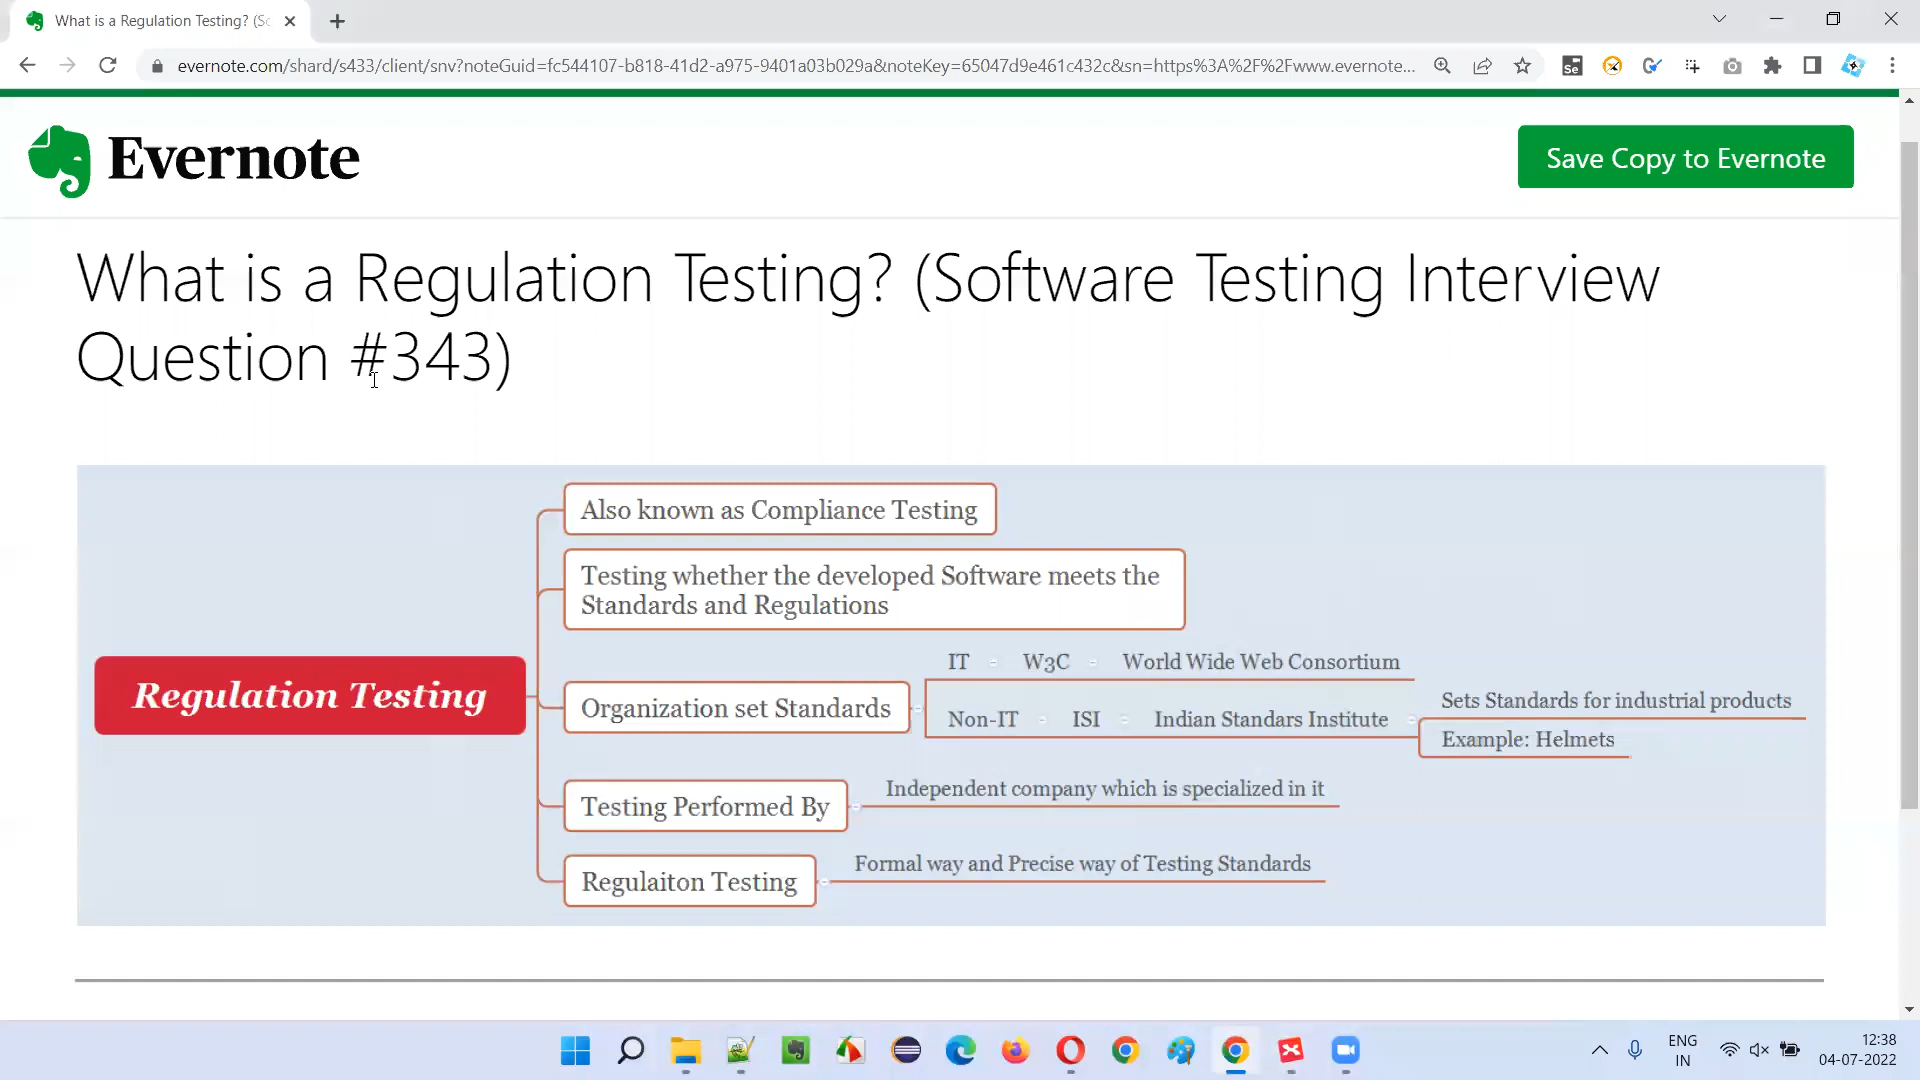 What is a Regulation Testing? (So
evernote.com/shard/s433/client/snv?noteGuid=fc544107-b818-41d2-a975-9401a03b029a&noteKey=65047d9e461c432c&sn=https%3A%2F%2Fwww.evernote...
Se
Evernote
Save Copy to Evernote
What is a Regulation Testing? (Software Testing Interview
Question #343)
Also known as Compliance Testing
Testing whether the developed Software meets the
Standards and Regulations
Regulation Testing
Organization set Standards
IT W3C World Wide Web Consortium
Non-IT ISI Indian Standars Institute
Sets Standards for industrial products
Example: Helmets
Testing Performed By
Independent company which is specialized in it
Regulaiton Testing
Formal way and Precise way of Testing Standards
ENG
IN
12:38
04-07-2022